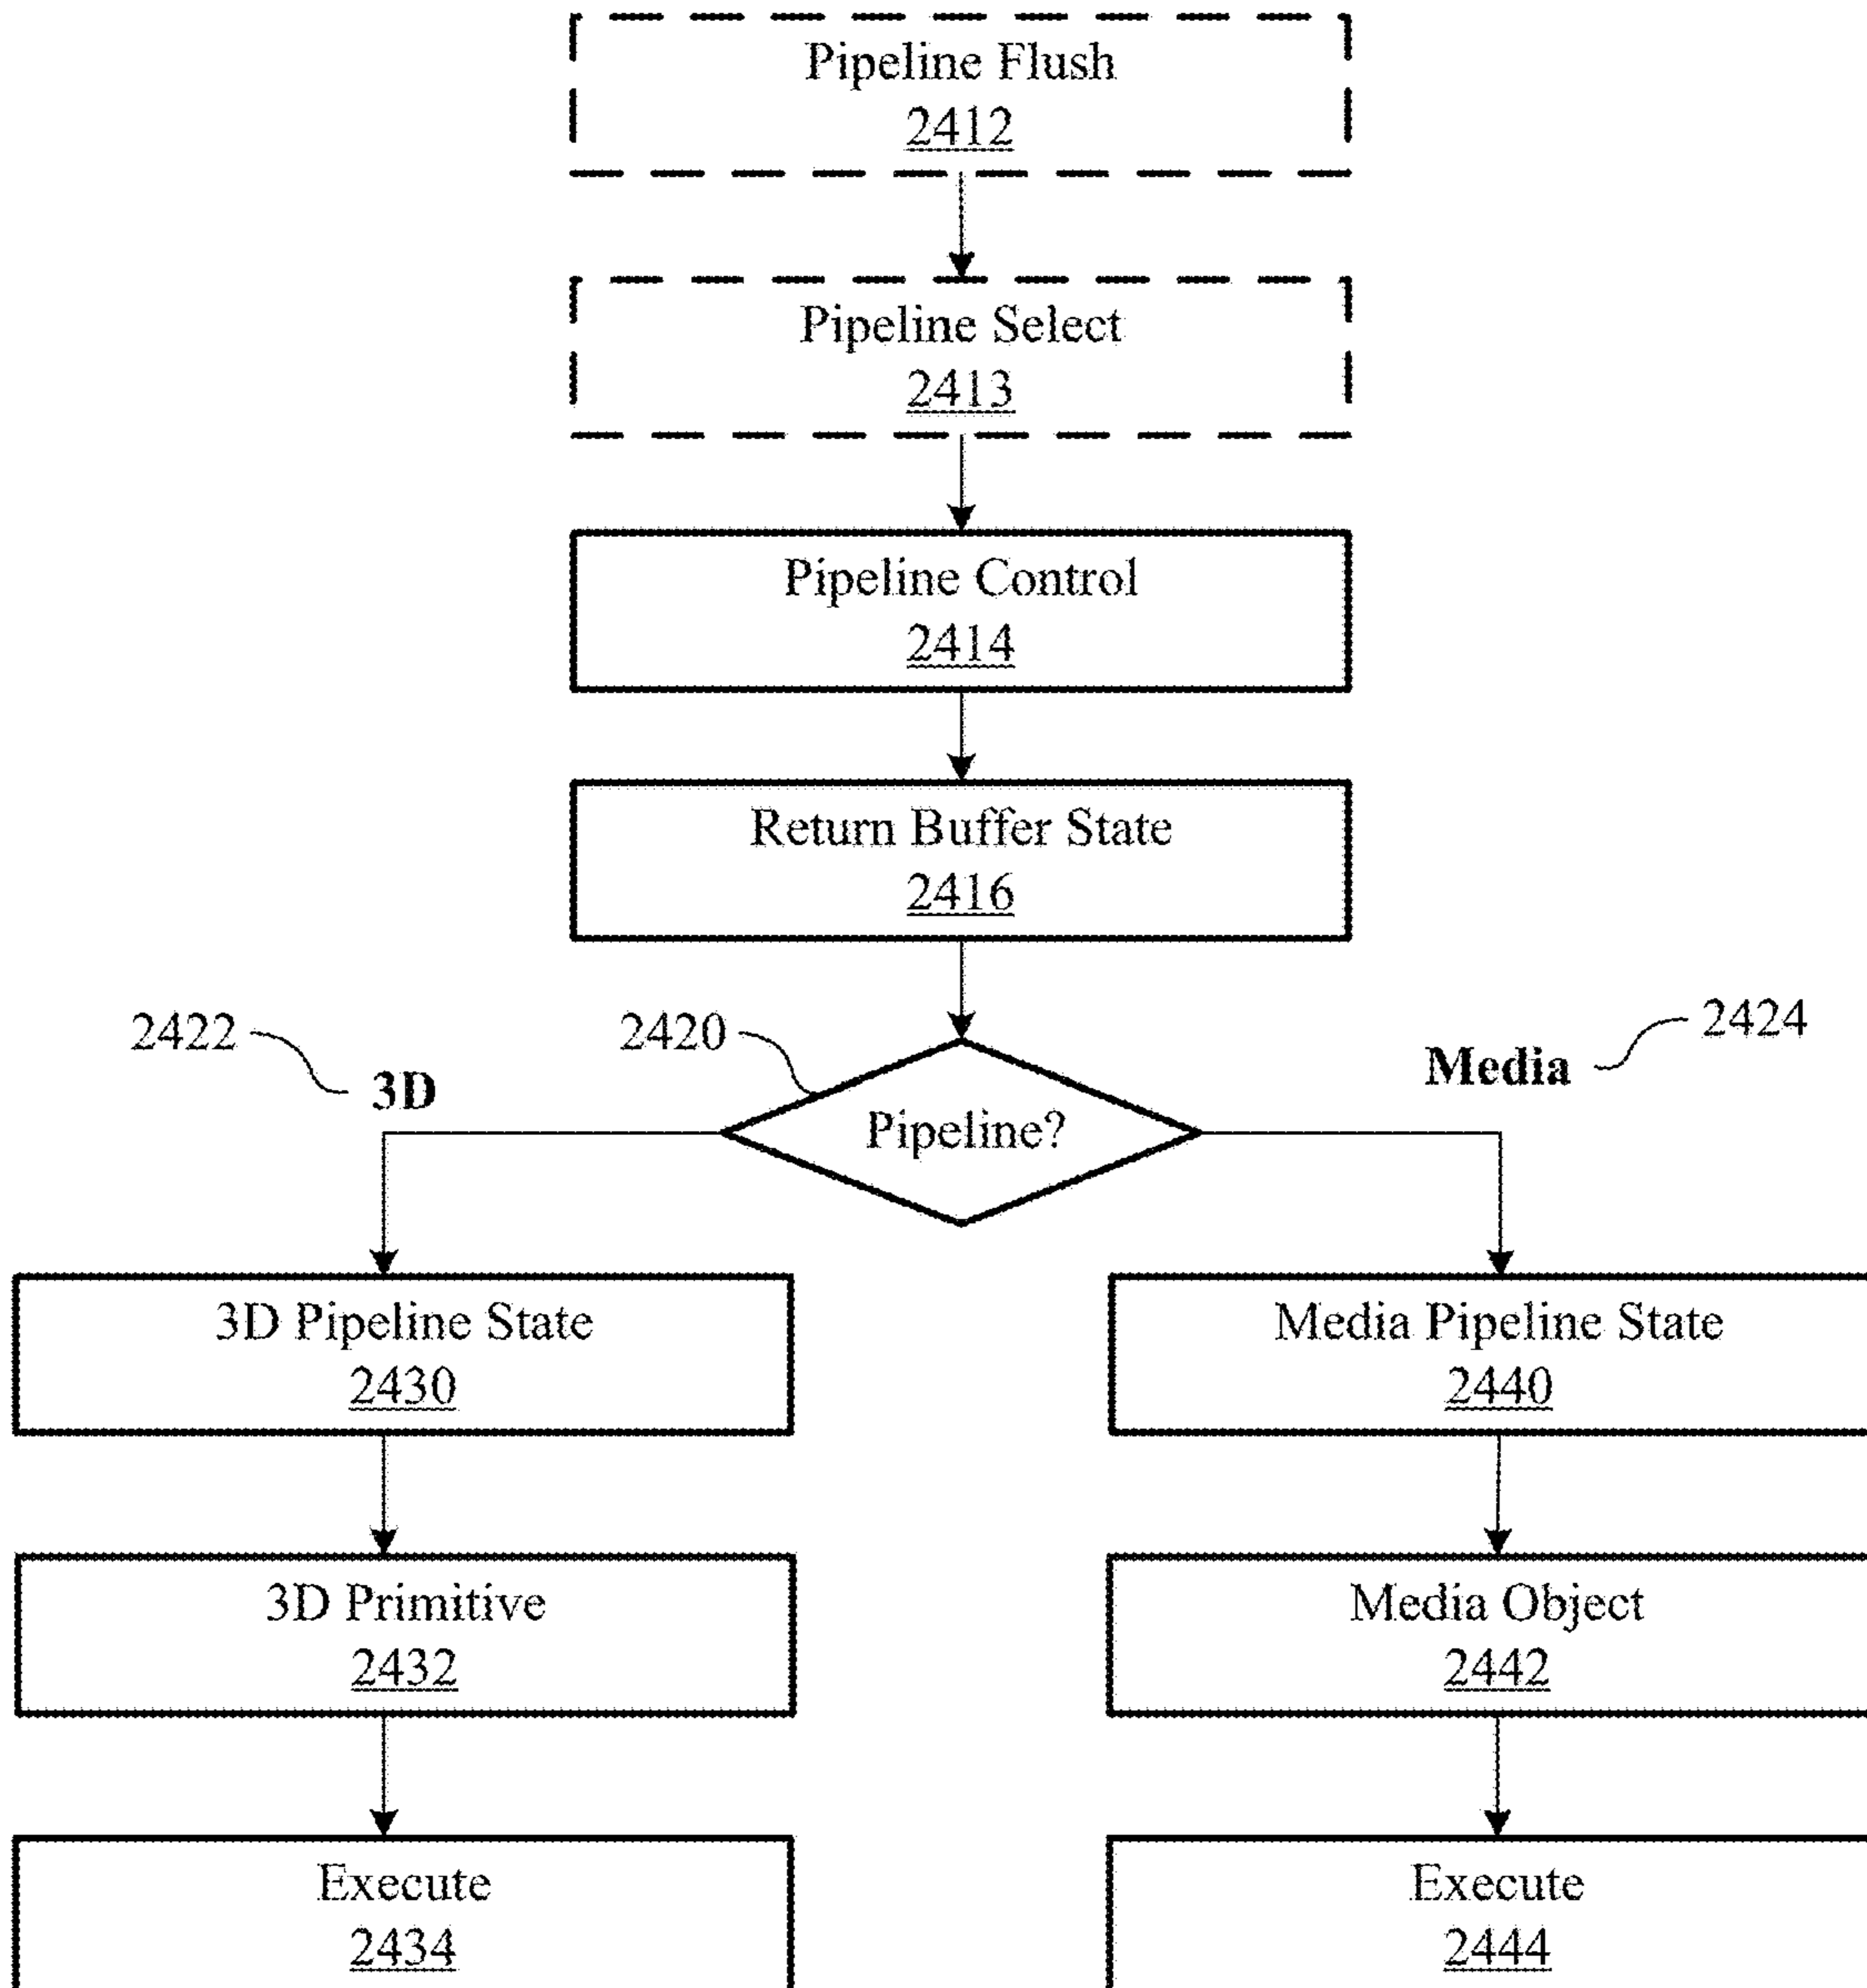 Pipeline Flush
2412
Pipeline Select
2413
Pipeline Control
2414
Return Buffer State
2416
2422
2420
2424
3D
Media
Pipeline?
3D Pipeline State
2430
Media Pipeline State
2440
3D Primitive
2432
Media Object
2442
Execute
2434
Execute
2444